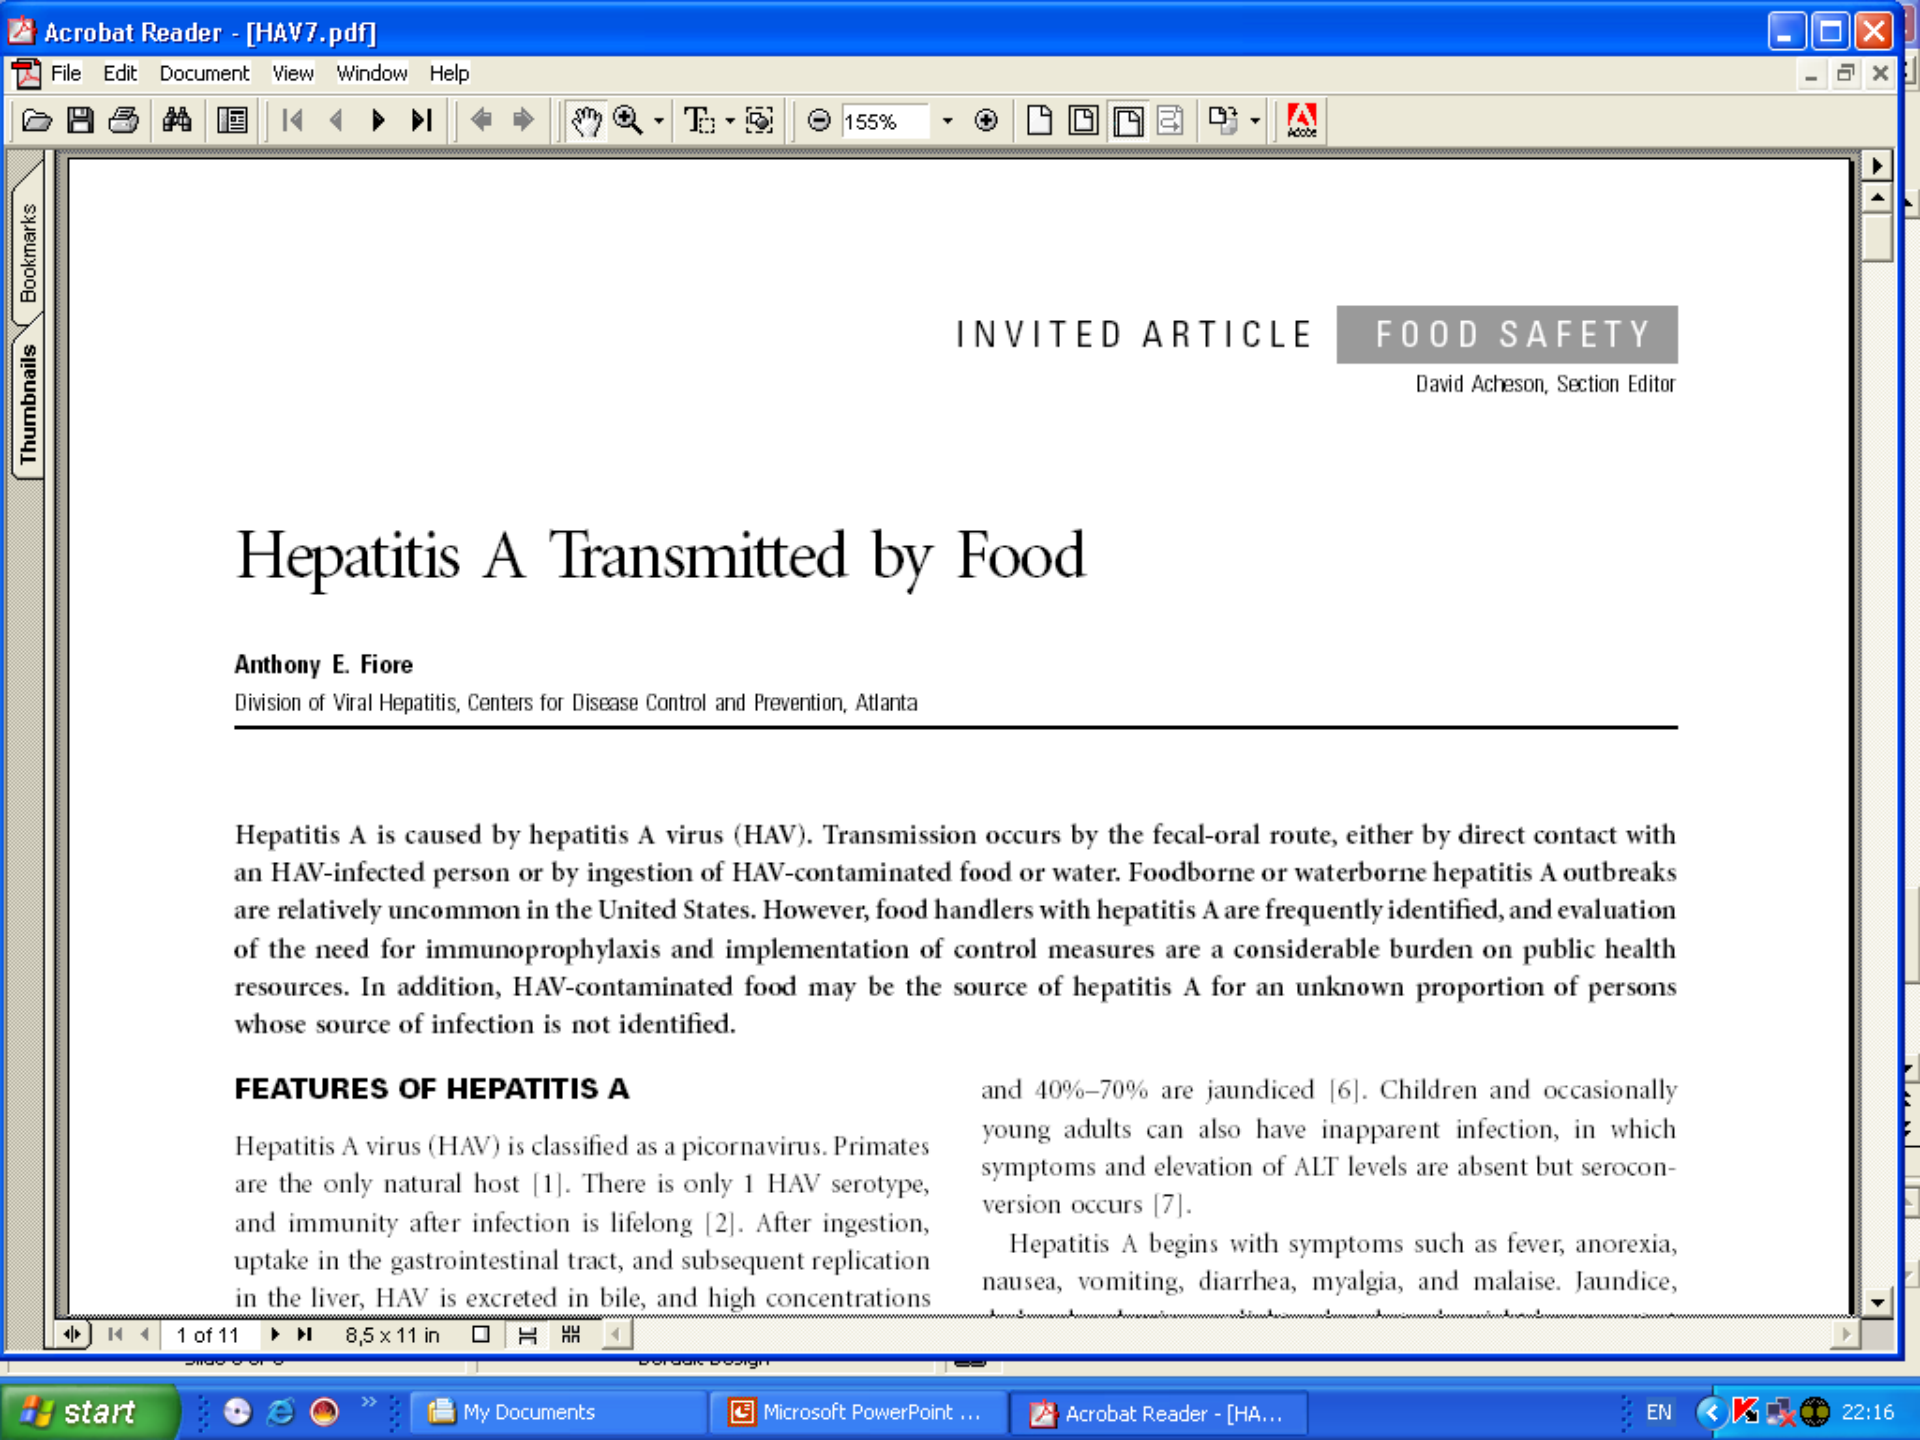 Acrobat Reader - [HAV7.pdf]
File Edit Document View Window Help
155%
Adobe
Bookmarks
Thumbnails
INVITED ARTICLE FOOD SAFETY
David Acheson, Section Editor
Hepatitis A Transmitted by Food
Anthony E. Fiore
Division of Viral Hepatitis, Centers for Disease Control and Prevention, Atlanta
Hepatitis A is caused by hepatitis A virus (HAV). Transmission occurs by the fecal-oral route, either by direct contact with
an HAV-infected person or by ingestion of HAV-contaminated food or water. Foodborne or waterborne hepatitis A outbreaks
are relatively uncommon in the United States. However, food handlers with hepatitis A are frequently identified, and evaluation
of the need for immunoprophylaxis and implementation of control measures are a considerable burden on public health
resources. In addition, HAV-contaminated food may be the source of hepatitis A for an unknown proportion of persons
whose source of infection is not identified.
FEATURES OF HEPATITIS A
Hepatitis A virus (HAV) is classified as a picornavirus. Primates
are the only natural host [1]. There is only 1 HAV serotype,
and immunity after infection is lifelong [2]. After ingestion,
uptake in the gastrointestinal tract, and subsequent replication
in the liver, HAV is excreted in bile, and high concentrations
and 40%–70% are jaundiced [6]. Children and occasionally
young adults can also have inapparent infection, in which
symptoms and elevation of ALT levels are absent but serocon-
version occurs [7].
Hepatitis A begins with symptoms such as fever, anorexia,
nausea, vomiting, diarrhea, myalgia, and malaise. Jaundice,
1 of 11 8,5 x 11 in
start
My Documents
Microsoft PowerPoint ...
Acrobat Reader - [HA...
EN
22:16